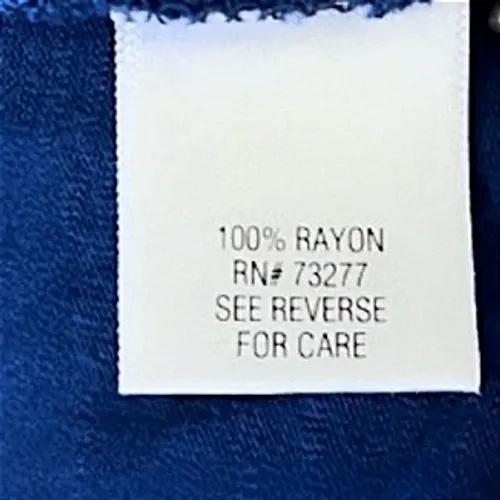 100% RAYON
RN# 73277
SEE REVERSE
FOR CARE